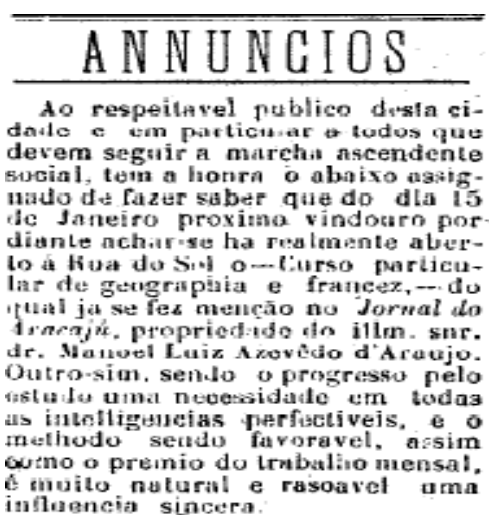 ANNUNCIOS
Ao respeitavel publico desta ci-
dade e em particular a todos que
devem seguir a marcha ascendente
social, tem a honra o abaixo assig-
nado de fazer saber que do dia 15
de Janeiro proximo vindouro por
diante achar-se ha realmente aber-
to á Rua do Sol o—Curso particu-
lar de geographia e francez,—do
qual já se fez menção no Jornal do
Aracajú, propriedade do illm. snr.
dr. Manoel Luiz Azevêdo d'Araujo.
Outro-sim, sendo o progresso pelo
estudo uma necessidade em todas
as intelligencias perfectiveis, e o
methodo sendo favoravel, assim
como o premio do trabalho mensal,
é muito natural e rasoavel uma
influencia sincera.